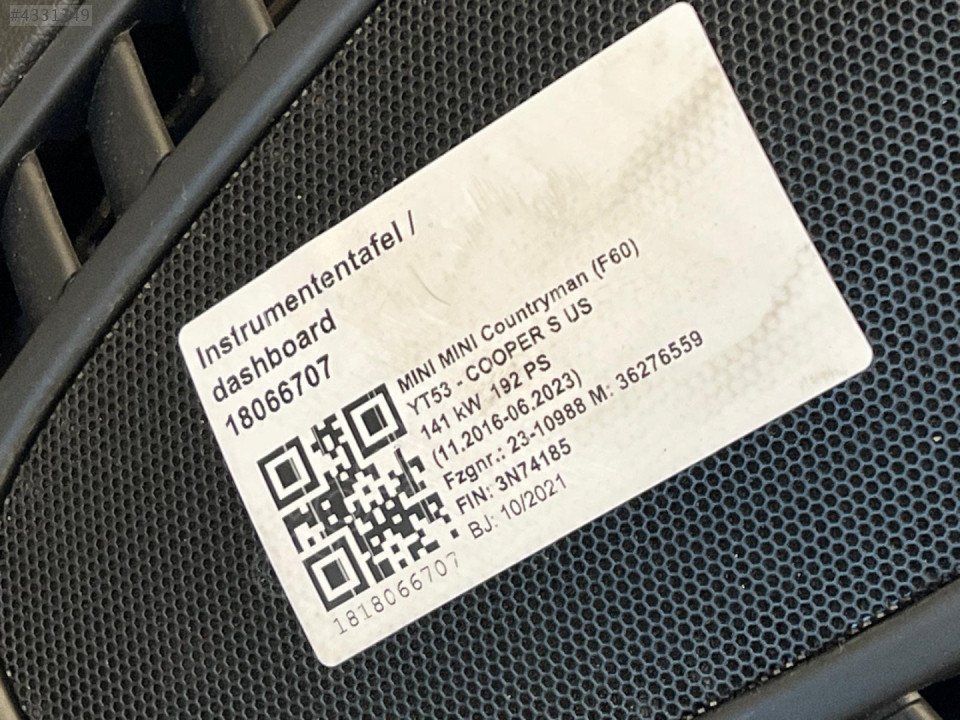 #4331349
Instrumententafel /
dashboard
18066707
MINI MINI Countryman (F60)
YT53 - COOPER S US
141 kW 192 PS
(11.2016-06.2023)
Fzgnr.: 23-10988 M: 36276559
FIN: 3N74185
BJ: 10/2021
1818066707